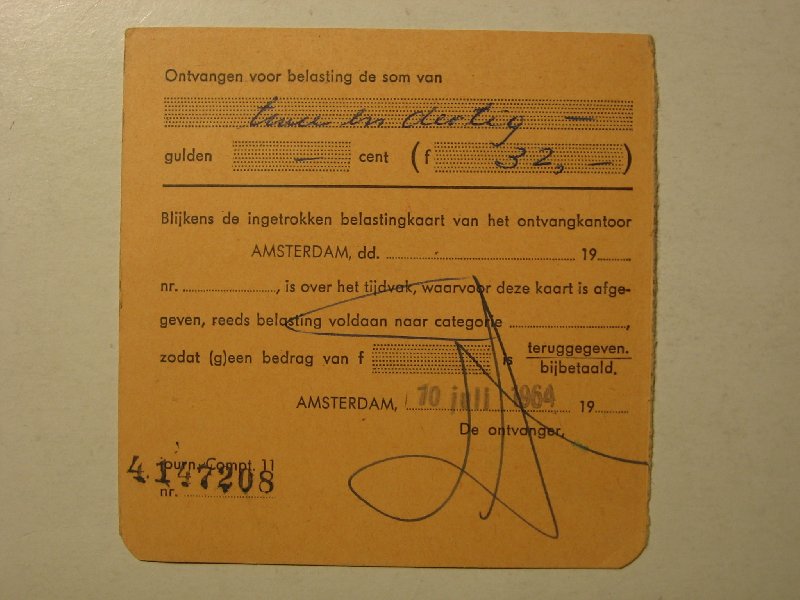 Ontvangen voor belasting de som van
twee en dertig —
gulden — cent (f 32,—)
Blijkens de ingetrokken belastingkaart van het ontvangkantoor
AMSTERDAM, dd. 19
nr. , is over het tijdvak, waarvoor deze kaart is afge-
geven, reeds belasting voldaan naar categorie ,
zodat (g)een bedrag van f is teruggegeven.
bijbetaald.
AMSTERDAM, 10 juli 1964 19
De ontvanger,
journ. Compt. 11
4147208
nr.